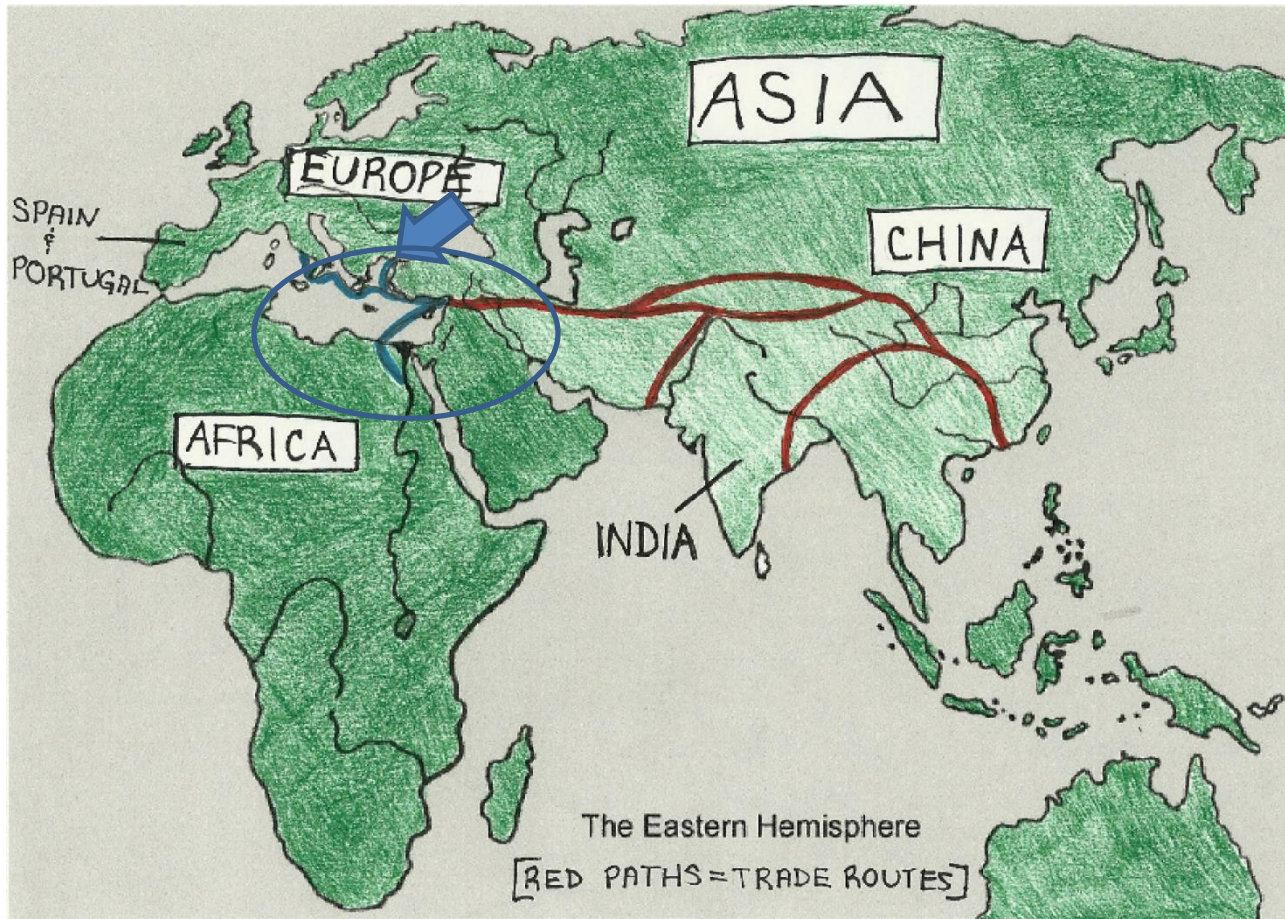 ASIA
EUROPE
SPAIN
&
PORTUGAL
CHINA
AFRICA
INDIA
The Eastern Hemisphere
[RED PATHS=TRADE ROUTES]